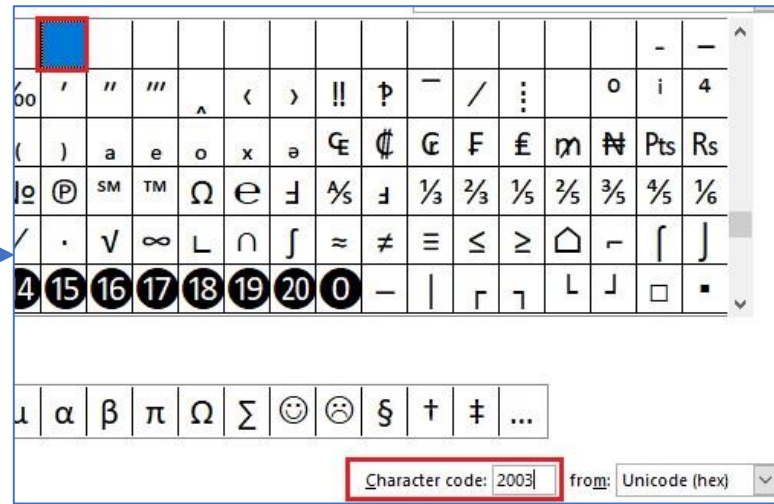 - –
‰ ′ ″ ‴ ‸ ‹ › ‼ ‽ ‾ ⁄ ⁞ ⁰ ⁱ ⁴
₍ ₎ ₐ ₑ ₒ ₓ ₔ ₠ ₡ ₢ ₣ ₤ ₥ ₦ ₧ ₨
№ ℗ ℠ ™ Ω ℮ Ⅎ ⅍ ⅎ ⅓ ⅔ ⅕ ⅖ ⅗ ⅘ ⅙
∕ ∙ √ ∞ ∟ ∩ ∫ ≈ ≠ ≡ ≤ ≥ ⌂ ⌐ ⌠ ⌡
⓮ ⓯ ⓰ ⓱ ⓲ ⓳ ⓴ ⓿ ─ │ ┌ ┐ └ ┘ □ ▪
μ α β π Ω ∑ ☺ ☹ § † ‡ ...
Character code: 2003 from: Unicode (hex)